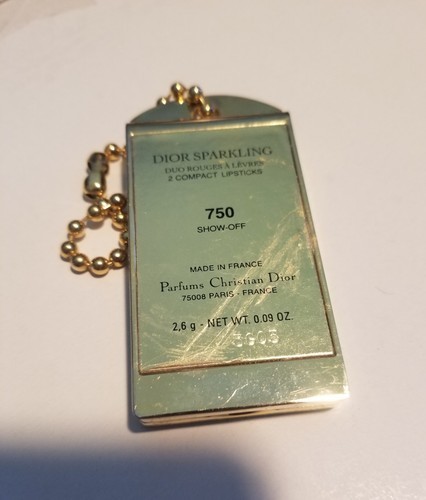 DIOR SPARKLING
DUO ROUGES À LÈVRES
2 COMPACT LIPSTICKS
750
SHOW-OFF
MADE IN FRANCE
Parfums Christian Dior
75008 PARIS - FRANCE
2,6 g - NET WT. 0.09 OZ.